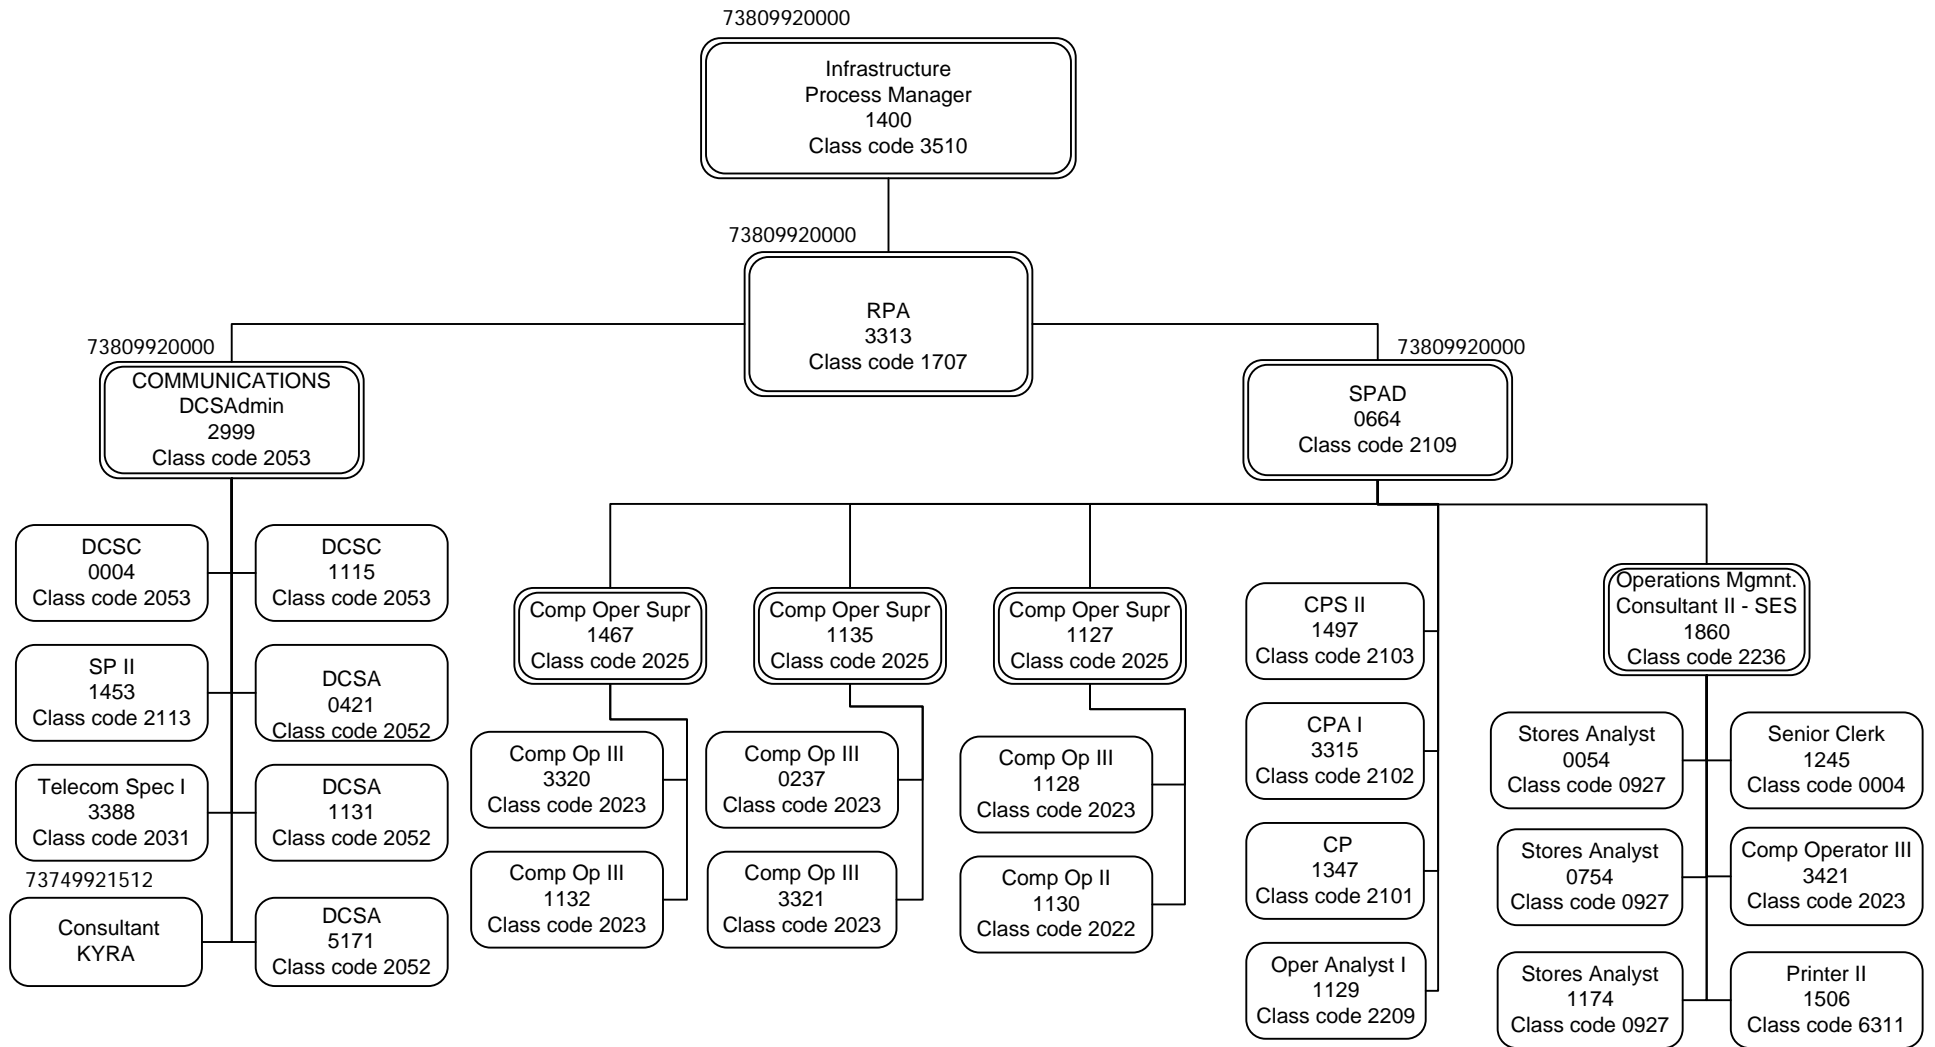 73809920000
Infrastructure
Process Manager
1400
Class code 3510
73809920000
RPA
3313
Class code 1707
73809920000
COMMUNICATIONS
DCSAdmin
2999
Class code 2053
73809920000
SPAD
0664
Class code 2109
DCSC
0004
Class code 2053
DCSC
1115
Class code 2053
SP II
1453
Class code 2113
DCSA
0421
Class code 2052
Telecom Spec I
3388
Class code 2031
DCSA
1131
Class code 2052
73749921512
Consultant
KYRA
DCSA
5171
Class code 2052
Comp Oper Supr
1467
Class code 2025
Comp Op III
3320
Class code 2023
Comp Op III
1132
Class code 2023
Comp Oper Supr
1135
Class code 2025
Comp Op III
0237
Class code 2023
Comp Op III
3321
Class code 2023
Comp Oper Supr
1127
Class code 2025
Comp Op III
1128
Class code 2023
Comp Op II
1130
Class code 2022
CPS II
1497
Class code 2103
CPA I
3315
Class code 2102
CP
1347
Class code 2101
Oper Analyst I
1129
Class code 2209
Operations Mgmnt.
Consultant II - SES
1860
Class code 2236
Stores Analyst
0054
Class code 0927
Senior Clerk
1245
Class code 0004
Stores Analyst
0754
Class code 0927
Comp Operator III
3421
Class code 2023
Stores Analyst
1174
Class code 0927
Printer II
1506
Class code 6311